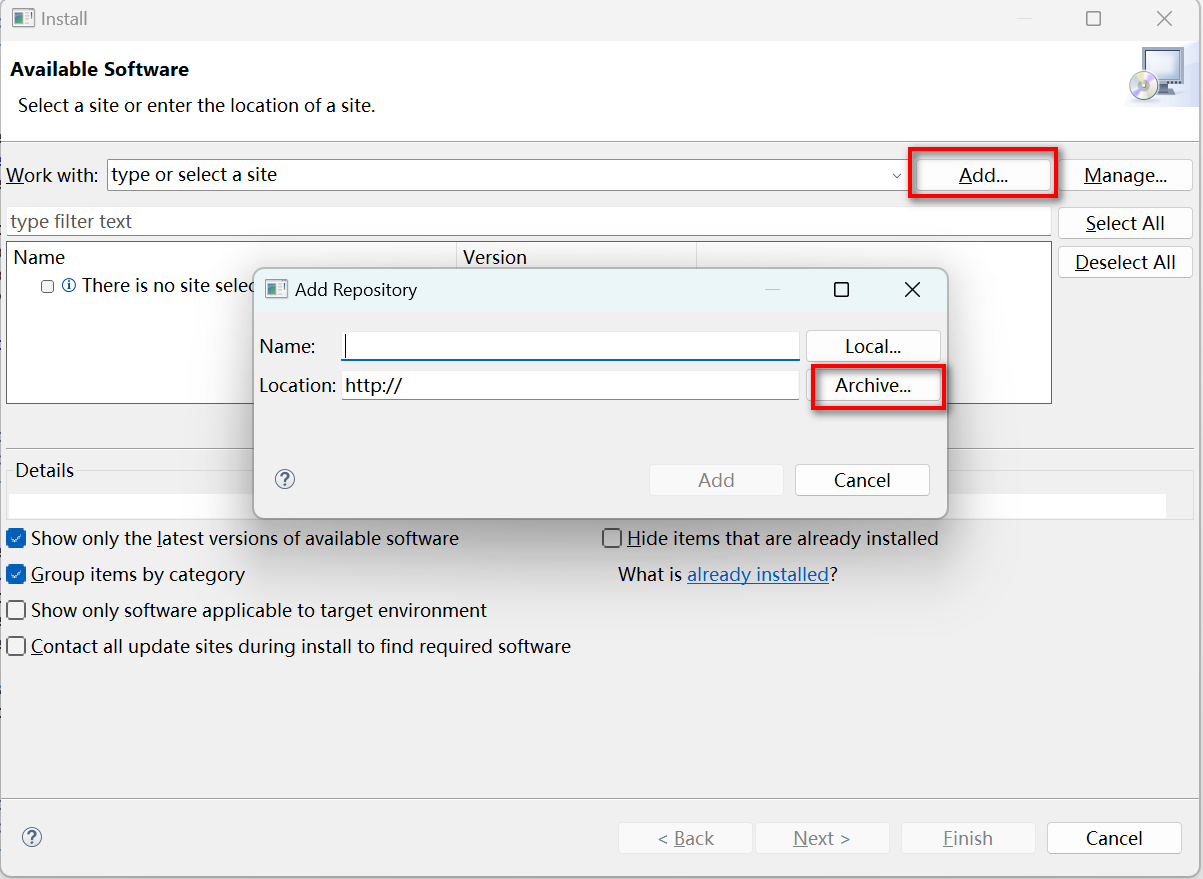 Install
Available Software
Select a site or enter the location of a site.
Work with: type or select a site Add... Manage...
type filter text Select All
Name Version
Deselect All
There is no site selec
Add Repository
Name: Local...
Location: http:// Archive...
Add Cancel
Details
Show only the latest versions of available software Hide items that are already installed
Group items by category What is already installed?
Show only software applicable to target environment
Contact all update sites during install to find required software
< Back Next > Finish Cancel